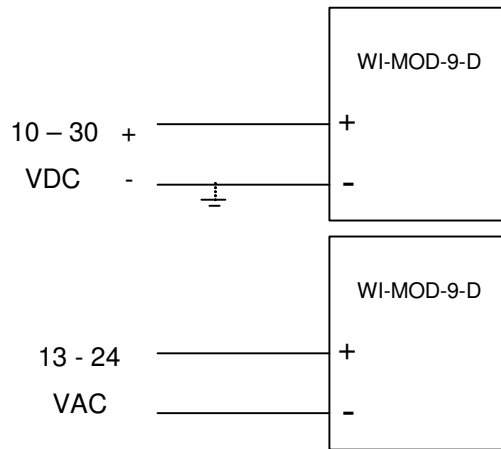 WI-MOD-9-D
10 – 30 + +
VDC - -
WI-MOD-9-D
13 - 24 +
VAC -